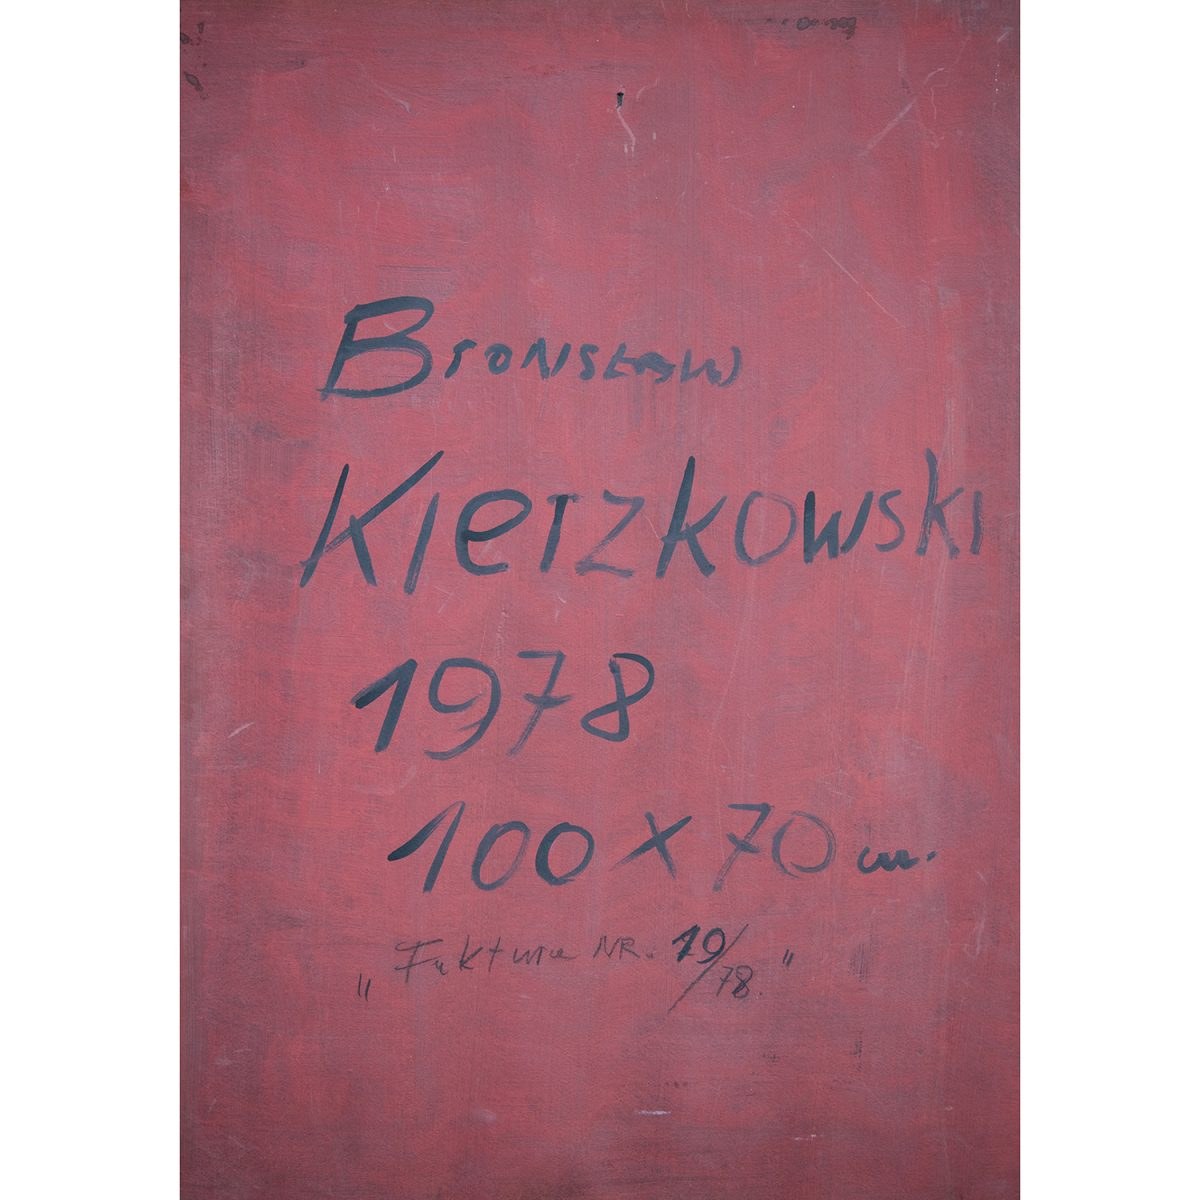 Bronisław
Kierzkowski
1978
100 x 70 cm.
„Faktura NR. 19/78."